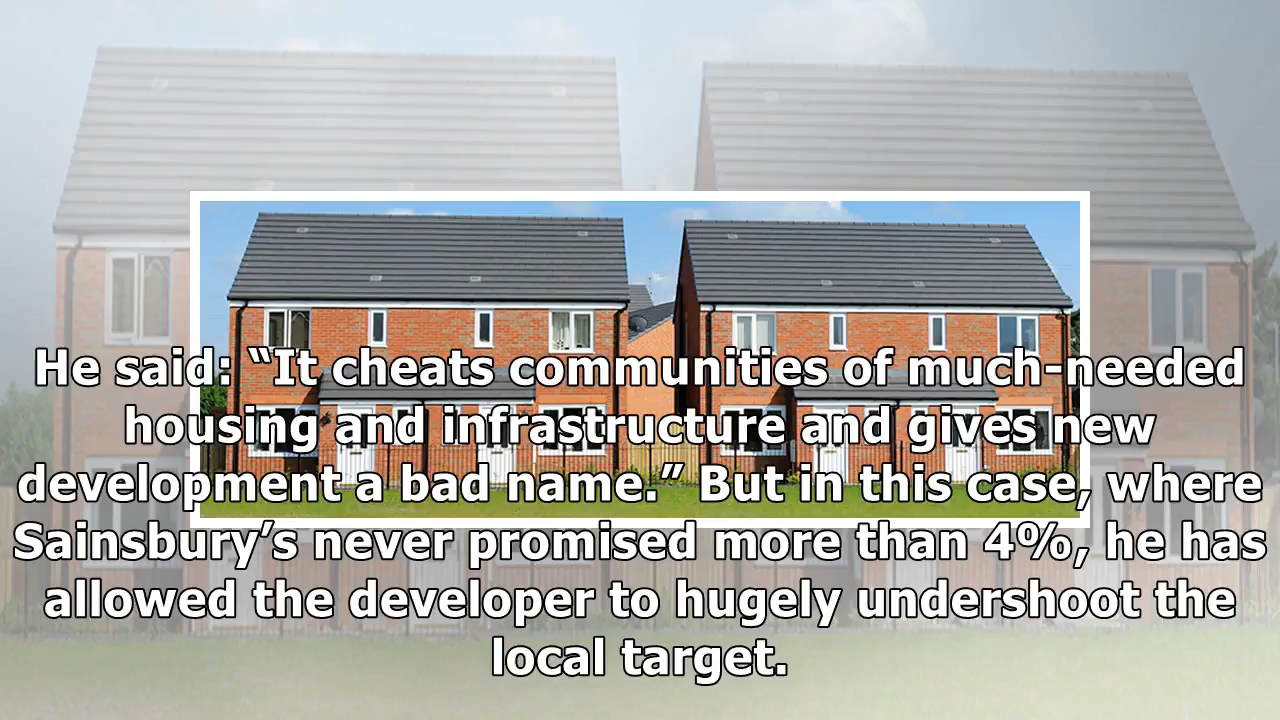 He said: “It cheats communities of much-needed
housing and infrastructure and gives new
development a bad name.”  But in this case, where
Sainsbury’s never promised more than 4%, he has
allowed the developer to hugely undershoot the
local target.